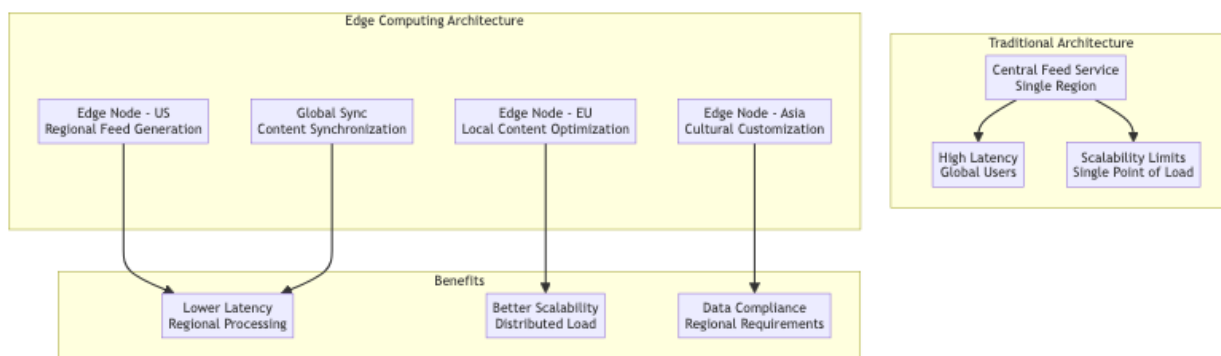 Edge Computing Architecture
Edge Node - US
Regional Feed Generation
Global Sync
Content Synchronization
Edge Node - EU
Local Content Optimization
Edge Node - Asia
Cultural Customization
Benefits
Lower Latency
Regional Processing
Better Scalability
Distributed Load
Data Compliance
Regional Requirements
Traditional Architecture
Central Feed Service
Single Region
High Latency
Global Users
Scalability Limits
Single Point of Load